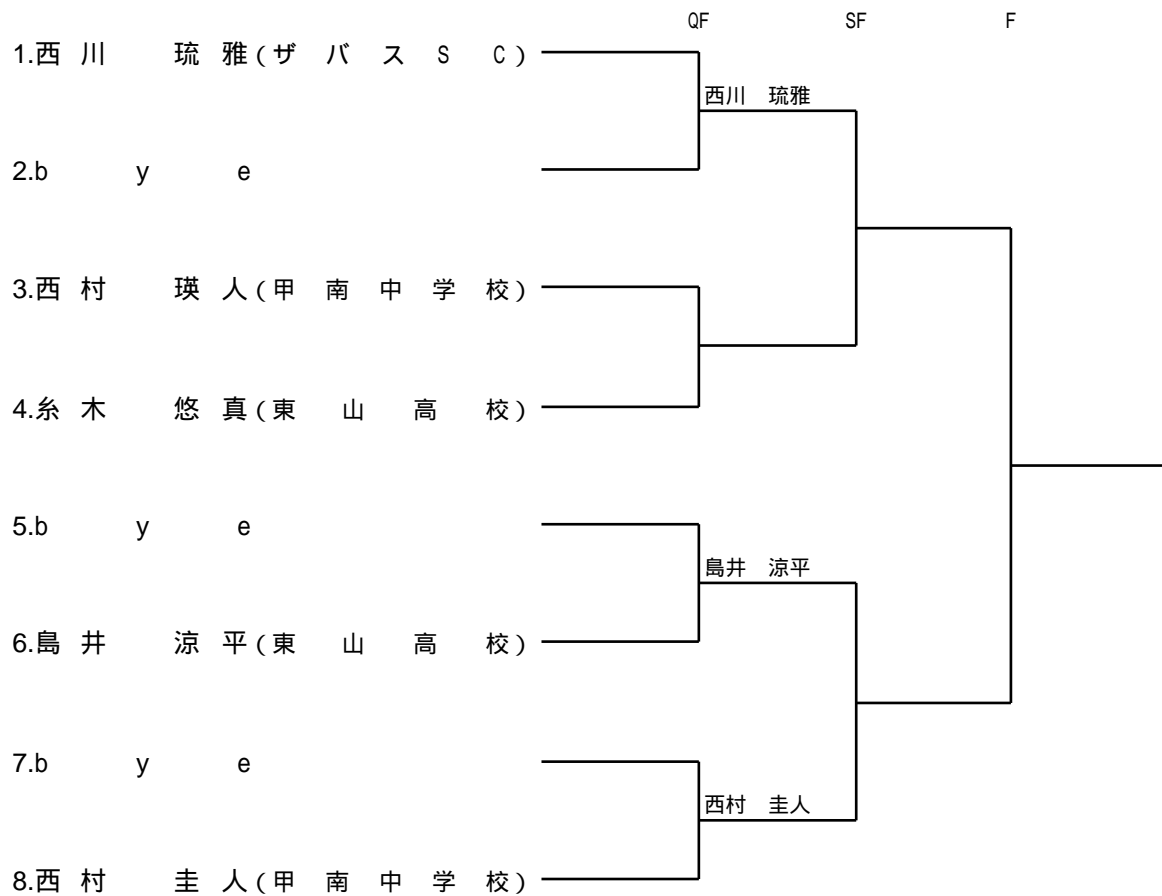 QF SF F
1.西川 琉雅(ザバスSC)
西川 琉雅
2.bye
3.西村 瑛人(甲南中学校)
4.糸木 悠真(東山高校)
5.bye
島井 涼平
6.島井 涼平(東山高校)
7.bye
西村 圭人
8.西村 圭人(甲南中学校)